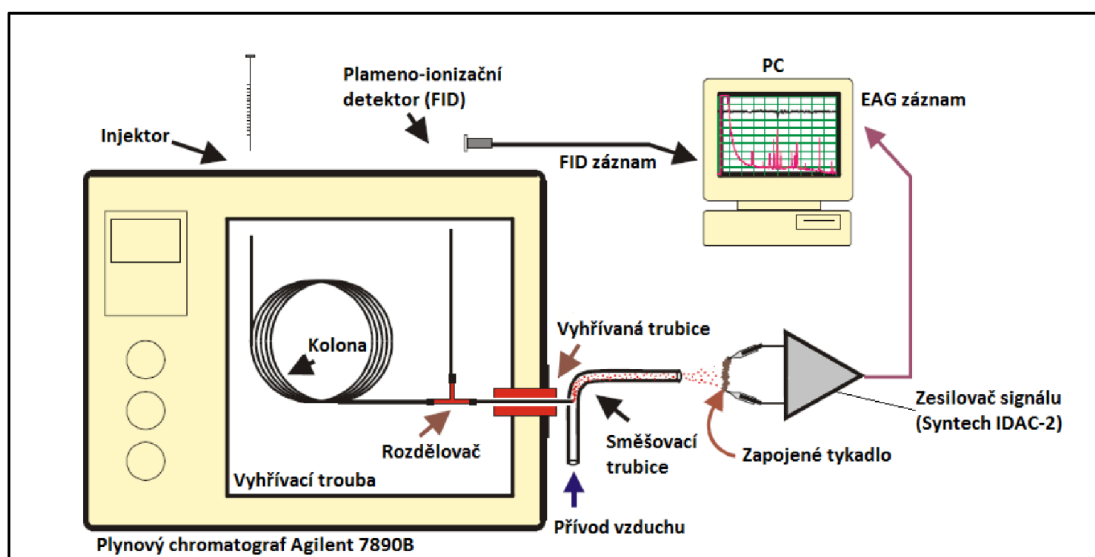 Plameno-ionizační
detektor (FID)
Injektor
PC
EAG záznam
FID záznam
Kolona
Vyhřívaná trubice
Rozdělovač
Směšovací
trubice
Zesilovač signálu
(Syntech IDAC-2)
Zapojené tykadlo
Vyhřívací trouba
Přívod vzduchu
Plynový chromatograf Agilent 7890B